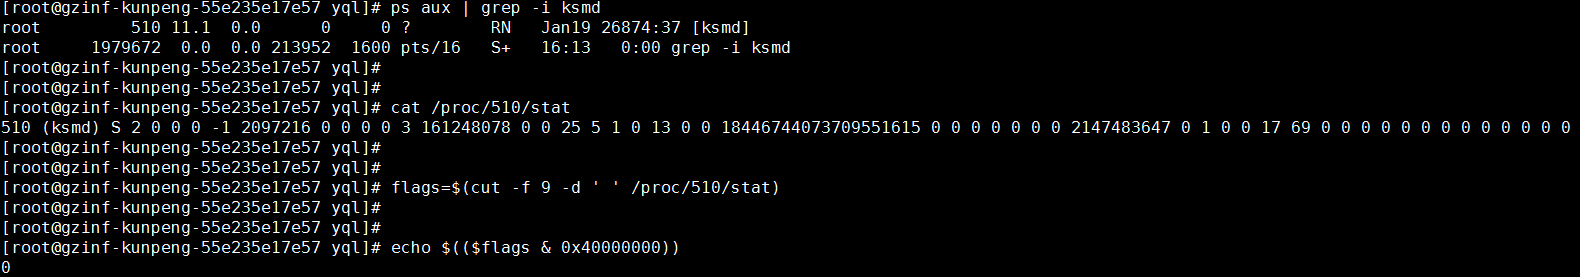 [root@gzinf-kunpeng-55e235e17e57 yql]# ps aux | grep -i ksmd
root         510 11.1  0.0      0     0 ?        RN   Jan19 26874:37 [ksmd]
root     1979672  0.0  0.0 213952  1600 pts/16   S+   16:13   0:00 grep -i ksmd
[root@gzinf-kunpeng-55e235e17e57 yql]#
[root@gzinf-kunpeng-55e235e17e57 yql]#
[root@gzinf-kunpeng-55e235e17e57 yql]# cat /proc/510/stat
510 (ksmd) S 2 0 0 0 -1 2097216 0 0 0 0 3 161248078 0 0 25 5 1 0 13 0 0 18446744073709551615 0 0 0 0 0 0 0 2147483647 0 1 0 0 17 69 0 0 0 0 0 0 0 0 0 0 0 0 0
[root@gzinf-kunpeng-55e235e17e57 yql]#
[root@gzinf-kunpeng-55e235e17e57 yql]#
[root@gzinf-kunpeng-55e235e17e57 yql]# flags=$(cut -f 9 -d ' ' /proc/510/stat)
[root@gzinf-kunpeng-55e235e17e57 yql]#
[root@gzinf-kunpeng-55e235e17e57 yql]#
[root@gzinf-kunpeng-55e235e17e57 yql]# echo $(($flags & 0x40000000))
0